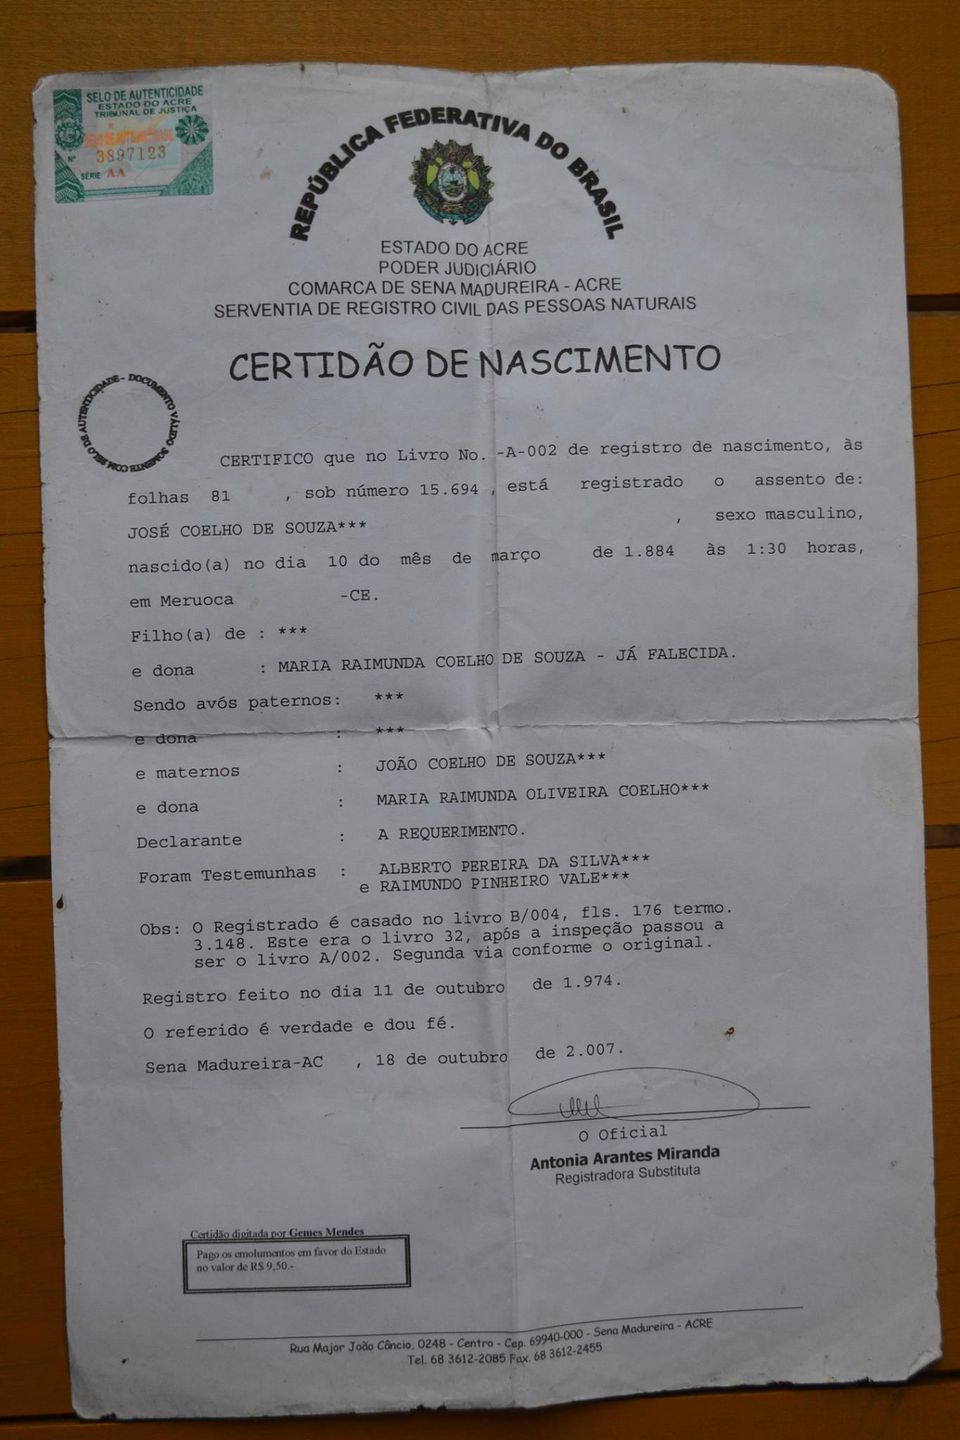 SELO DE AUTENTICIDADE
ESTADO DO ACRE
TRIBUNAL DE JUSTIÇA
Nº 3897123
SÉRIE AA
REPÚBLICA FEDERATIVA DO BRASIL
ESTADO DO ACRE
PODER JUDICIÁRIO
COMARCA DE SENA MADUREIRA - ACRE
SERVENTIA DE REGISTRO CIVIL DAS PESSOAS NATURAIS
CERTIDÃO DE NASCIMENTO
DOCUMENTO VÁLIDO SOMENTE COM SELO DE AUTENTICIDADE -
CERTIFICO que no Livro No. -A-002 de registro de nascimento, às
folhas 81 , sob número 15.694 , está registrado o assento de:
JOSÉ COELHO DE SOUZA*** , sexo masculino,
nascido(a) no dia 10 do mês de março de 1.884 às 1:30 horas,
em Meruoca -CE.
Filho(a) de : ***
e dona : MARIA RAIMUNDA COELHO DE SOUZA - JÁ FALECIDA.
Sendo avós paternos: ***
e dona : ***
e maternos : JOÃO COELHO DE SOUZA***
e dona : MARIA RAIMUNDA OLIVEIRA COELHO***
Declarante : A REQUERIMENTO.
Foram Testemunhas : ALBERTO PEREIRA DA SILVA***
e RAIMUNDO PINHEIRO VALE***
Obs: O Registrado é casado no livro B/004, fls. 176 termo.
3.148. Este era o livro 32, após a inspeção passou a
ser o livro A/002. Segunda via conforme o original.
Registro feito no dia 11 de outubro de 1.974.
O referido é verdade e dou fé.
Sena Madureira-AC , 18 de outubro de 2.007.
O Oficial
Antonia Arantes Miranda
Registradora Substituta
Certidão digitada por Gemes Mendes
Pago os emolumentos em favor do Estado
no valor de R$ 9,50.-
Rua Major João Câncio, 0248 - Centro - Cep. 69940-000 - Sena Madureira - ACRE
Tel. 68 3612-2085 Fax. 68 3612-2455